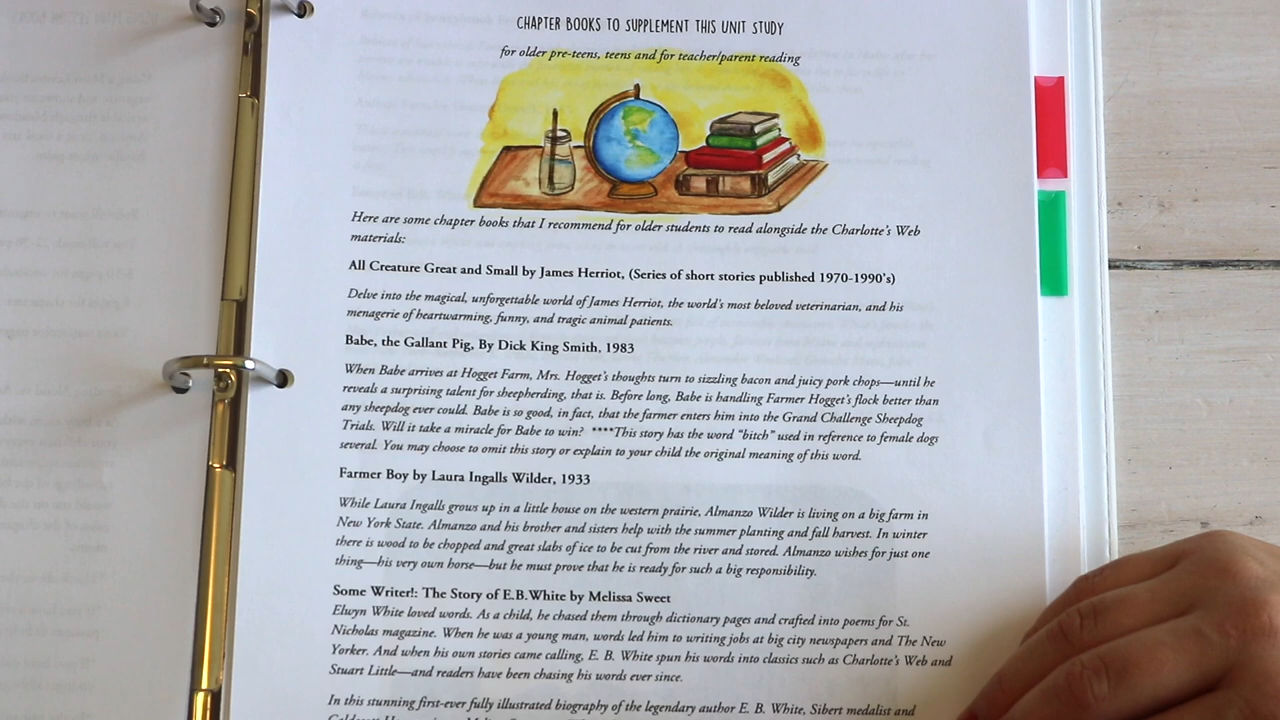 CHAPTER BOOKS TO SUPPLEMENT THIS UNIT STUDY
for older pre-teens, teens and for teacher/parent reading
Here are some chapter books that I recommend for older students to read alongside the Charlotte's Web
materials:
All Creature Great and Small by James Herriot, (Series of short stories published 1970-1990's)
Delve into the magical, unforgettable world of James Herriot, the world's most beloved veterinarian, and his
menagerie of heartwarming, funny, and tragic animal patients.
Babe, the Gallant Pig, By Dick King Smith, 1983
When Babe arrives at Hogget Farm, Mrs. Hogget's thoughts turn to sizzling bacon and juicy pork chops—until he
reveals a surprising talent for sheepherding, that is. Before long, Babe is handling Farmer Hogget's flock better than
any sheepdog ever could. Babe is so good, in fact, that the farmer enters him into the Grand Challenge Sheepdog
Trials. Will it take a miracle for Babe to win? ****This story has the word "bitch" used in reference to female dogs
several. You may choose to omit this story or explain to your child the original meaning of this word.
Farmer Boy by Laura Ingalls Wilder, 1933
While Laura Ingalls grows up in a little house on the western prairie, Almanzo Wilder is living on a big farm in
New York State. Almanzo and his brother and sisters help with the summer planting and fall harvest. In winter
there is wood to be chopped and great slabs of ice to be cut from the river and stored. Almanzo wishes for just one
thing—his very own horse—but he must prove that he is ready for such a big responsibility.
Some Writer!: The Story of E.B.White by Melissa Sweet
Elwyn White loved words. As a child, he chased them through dictionary pages and crafted into poems for St.
Nicholas magazine. When he was a young man, words led him to writing jobs at big city newspapers and The New
Yorker. And when his own stories came calling, E. B. White spun his words into classics such as Charlotte's Web and
Stuart Little—and readers have been chasing his words ever since.
In this stunning first-ever fully illustrated biography of the legendary author E. B. White, Sibert medalist and